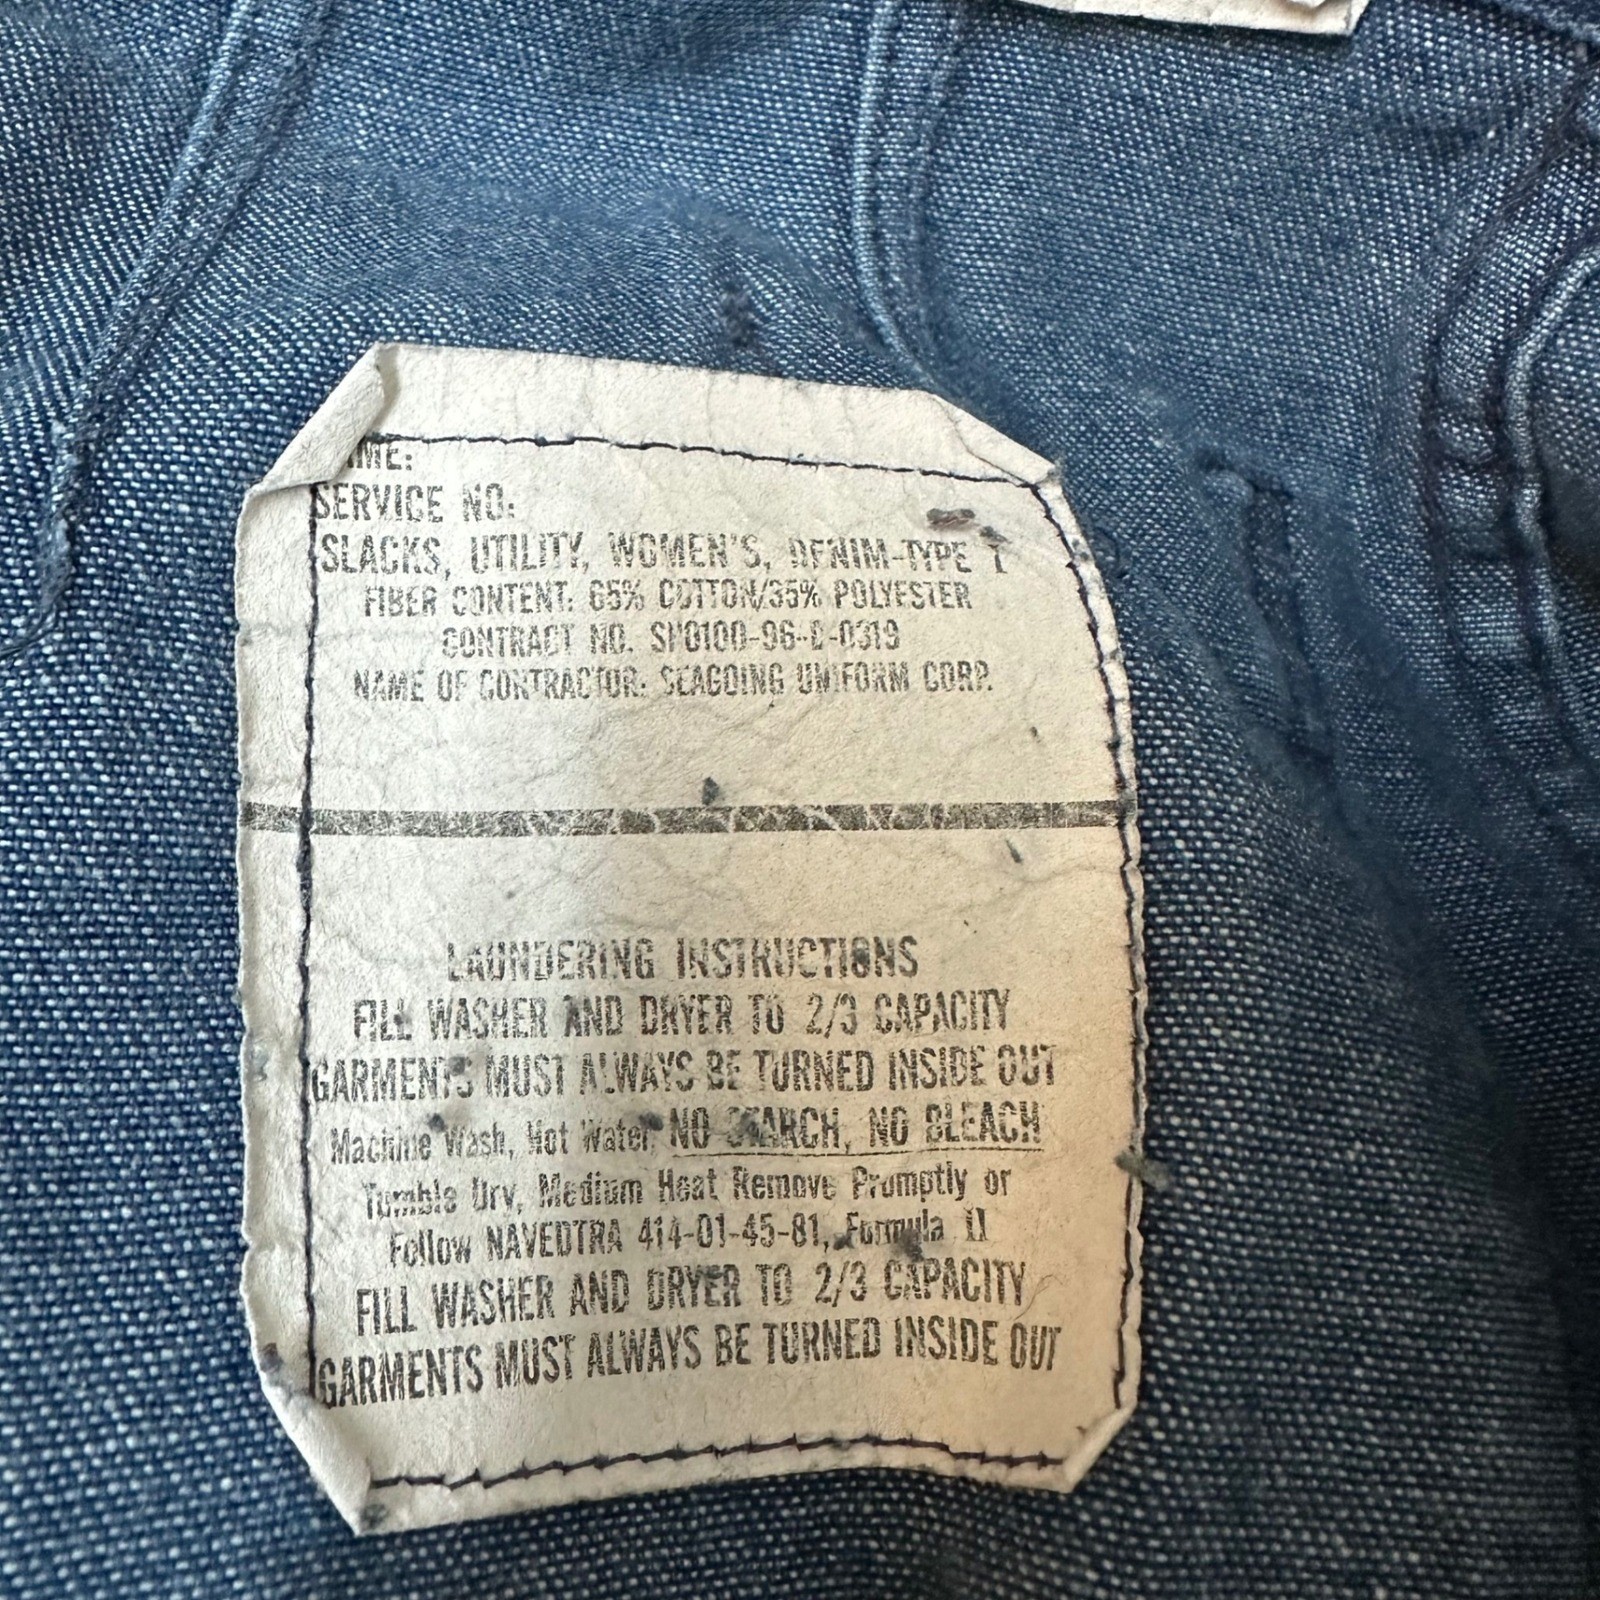 NAME:
SERVICE NO:
SLACKS, UTILITY, WOMEN'S, DENIM-TYPE I
FIBER CONTENT: 65% COTTON/35% POLYESTER
CONTRACT NO. SP0100-96-D-0319
NAME OF CONTRACTOR: SEAGOING UNIFORM CORP.
LAUNDERING INSTRUCTIONS
FILL WASHER AND DRYER TO 2/3 CAPACITY
GARMENTS MUST ALWAYS BE TURNED INSIDE OUT
Machine Wash, Hot Water, NO STARCH, NO BLEACH
Tumble Dry, Medium Heat Remove Promptly or
Follow NAVEDTRA 414-01-45-81, Formula II
FILL WASHER AND DRYER TO 2/3 CAPACITY
GARMENTS MUST ALWAYS BE TURNED INSIDE OUT